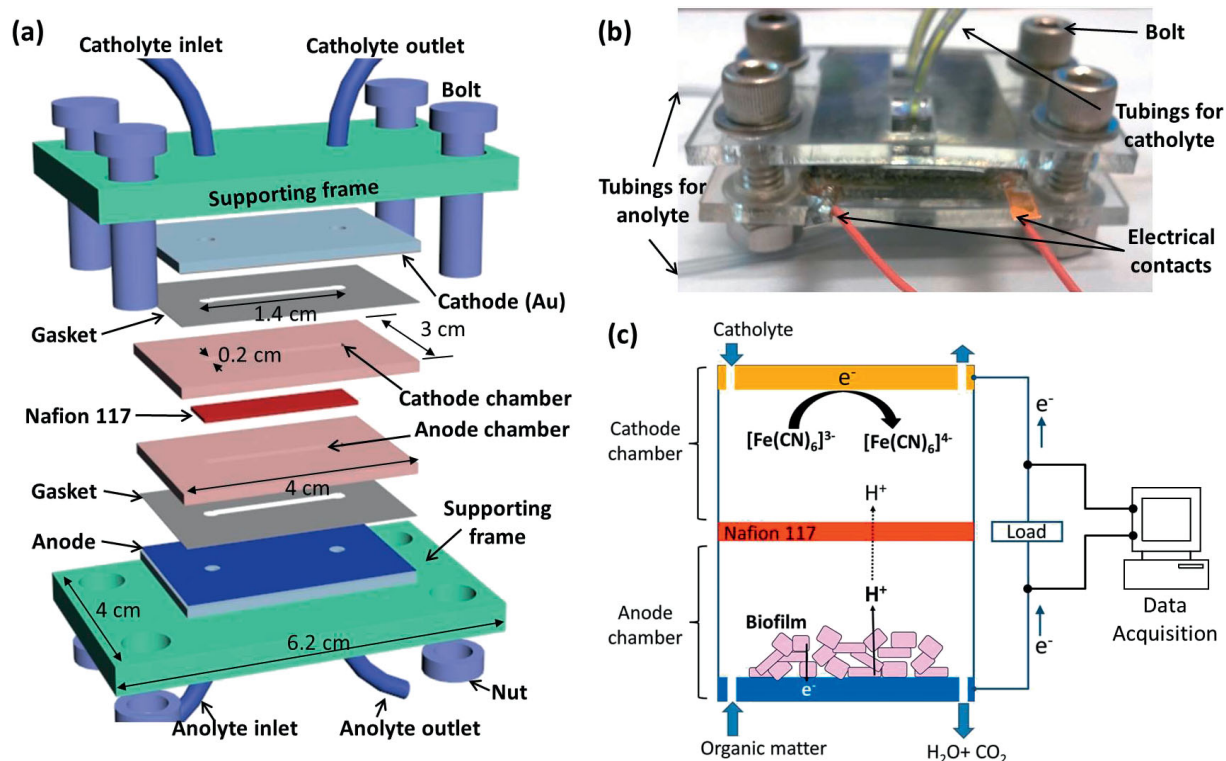 (a)
Catholyte inlet
Catholyte outlet
Bolt
Supporting frame
Cathode (Au)
Gasket
1.4 cm
3 cm
0.2 cm
Cathode chamber
Nafion 117
Anode chamber
Gasket
4 cm
Supporting
frame
Anode
4 cm
6.2 cm
Nut
Anolyte inlet
Anolyte outlet
(b)
Bolt
Tubings for
catholyte
Tubings for
anolyte
Electrical
contacts
(c)
Catholyte
e⁻
Cathode
chamber
[Fe(CN)₆]³⁻
[Fe(CN)₆]⁴⁻
e⁻
H⁺
Nafion 117
Load
H⁺
Anode
chamber
Biofilm
e⁻
e⁻
Data
Acquisition
Organic matter
H₂O+ CO₂